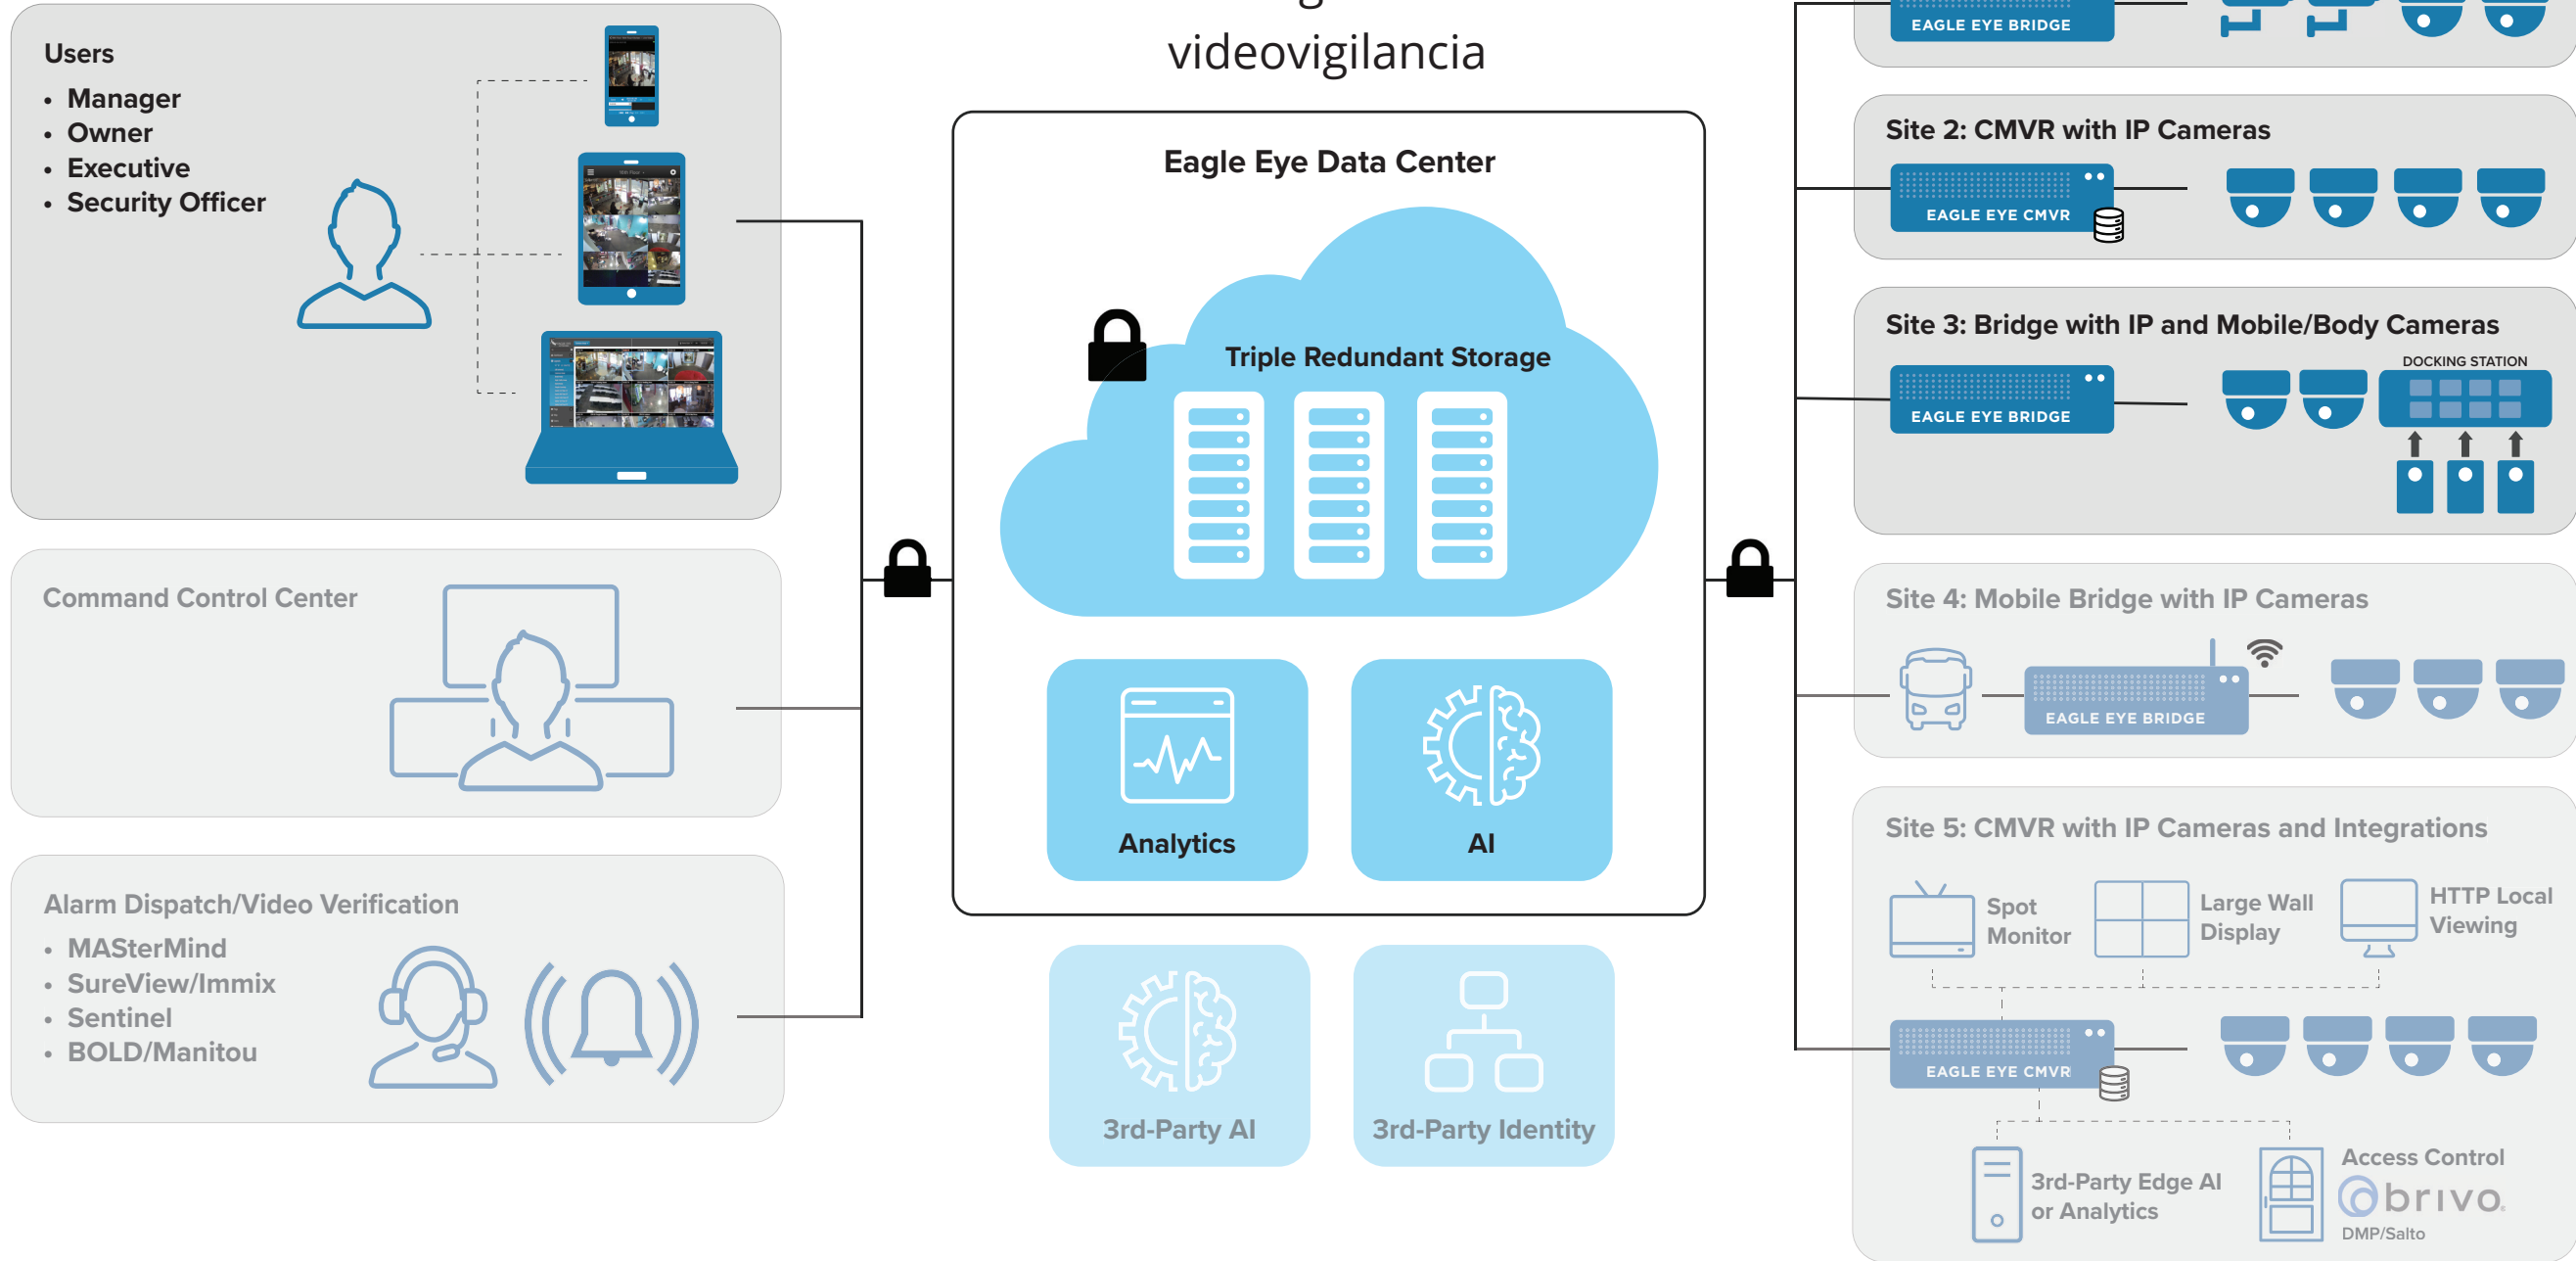 videovigilancia
Users
• Manager
• Owner
• Executive
• Security Officer
Command Control Center
Alarm Dispatch/Video Verification
• MASterMind
• SureView/Immix
• Sentinel
• BOLD/Manitou
Eagle Eye Data Center
Triple Redundant Storage
Analytics
AI
3rd-Party AI
3rd-Party Identity
EAGLE EYE BRIDGE
Site 2: CMVR with IP Cameras
EAGLE EYE CMVR
Site 3: Bridge with IP and Mobile/Body Cameras
DOCKING STATION
EAGLE EYE BRIDGE
Site 4: Mobile Bridge with IP Cameras
EAGLE EYE BRIDGE
Site 5: CMVR with IP Cameras and Integrations
Spot
Monitor
Large Wall
Display
HTTP Local
Viewing
EAGLE EYE CMVR
3rd-Party Edge AI
or Analytics
Access Control
brivo
DMP/Salto